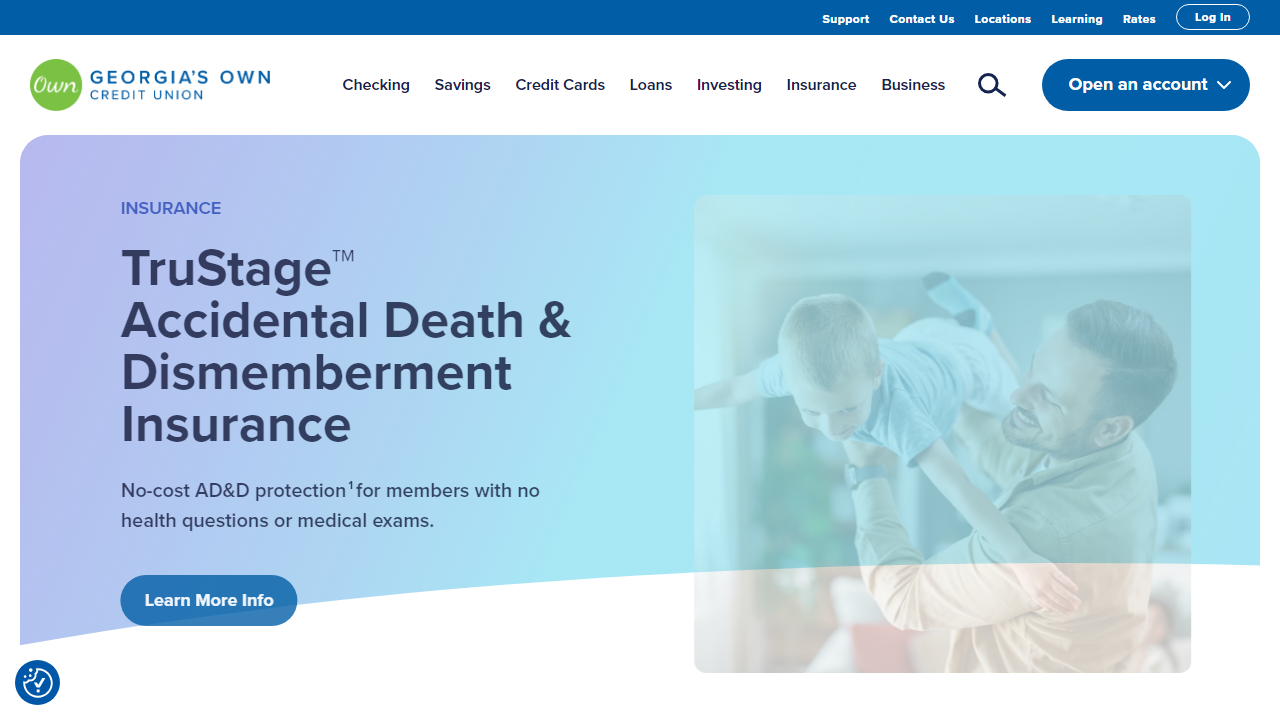 Support Contact Us Locations Learning Rates Log In
Own GEORGIA'S OWN
CREDIT UNION
Checking Savings Credit Cards Loans Investing Insurance Business Open an account
INSURANCE
TruStage™
Accidental Death &
Dismemberment
Insurance
No-cost AD&D protection¹ for members with no
health questions or medical exams.
Learn More Info